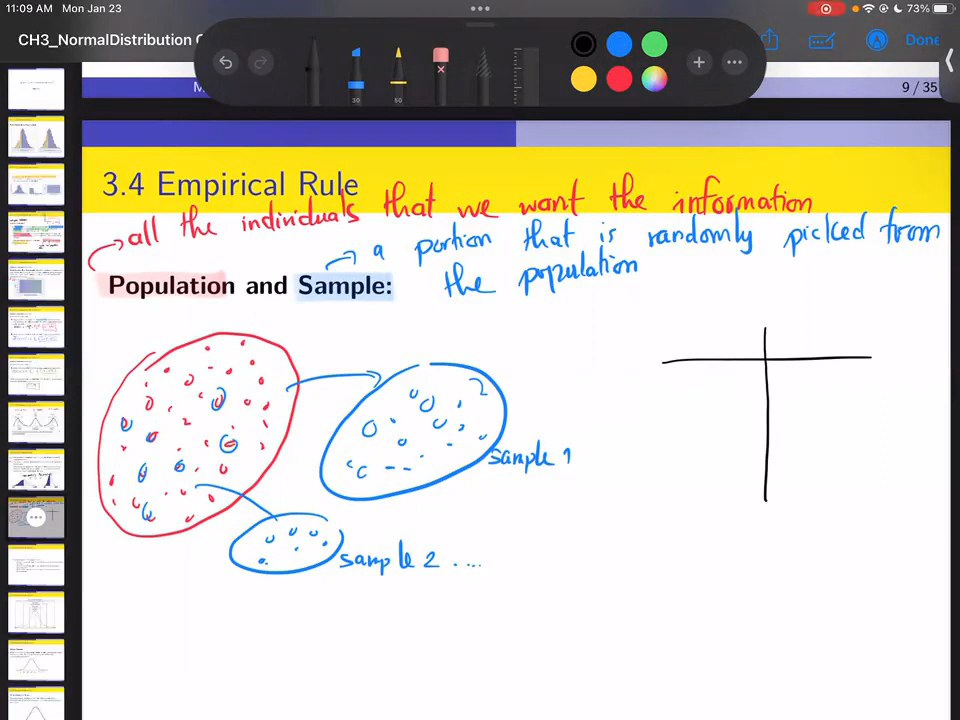 11:09 AM Mon Jan 23
73%
CH3_NormalDistribution
Done
30
50
9 / 35
3.4 Empirical Rule
all the individuals that we want the information
a portion that is randomly picked from
the population
Population and Sample:
sample 1
sample 2 ....